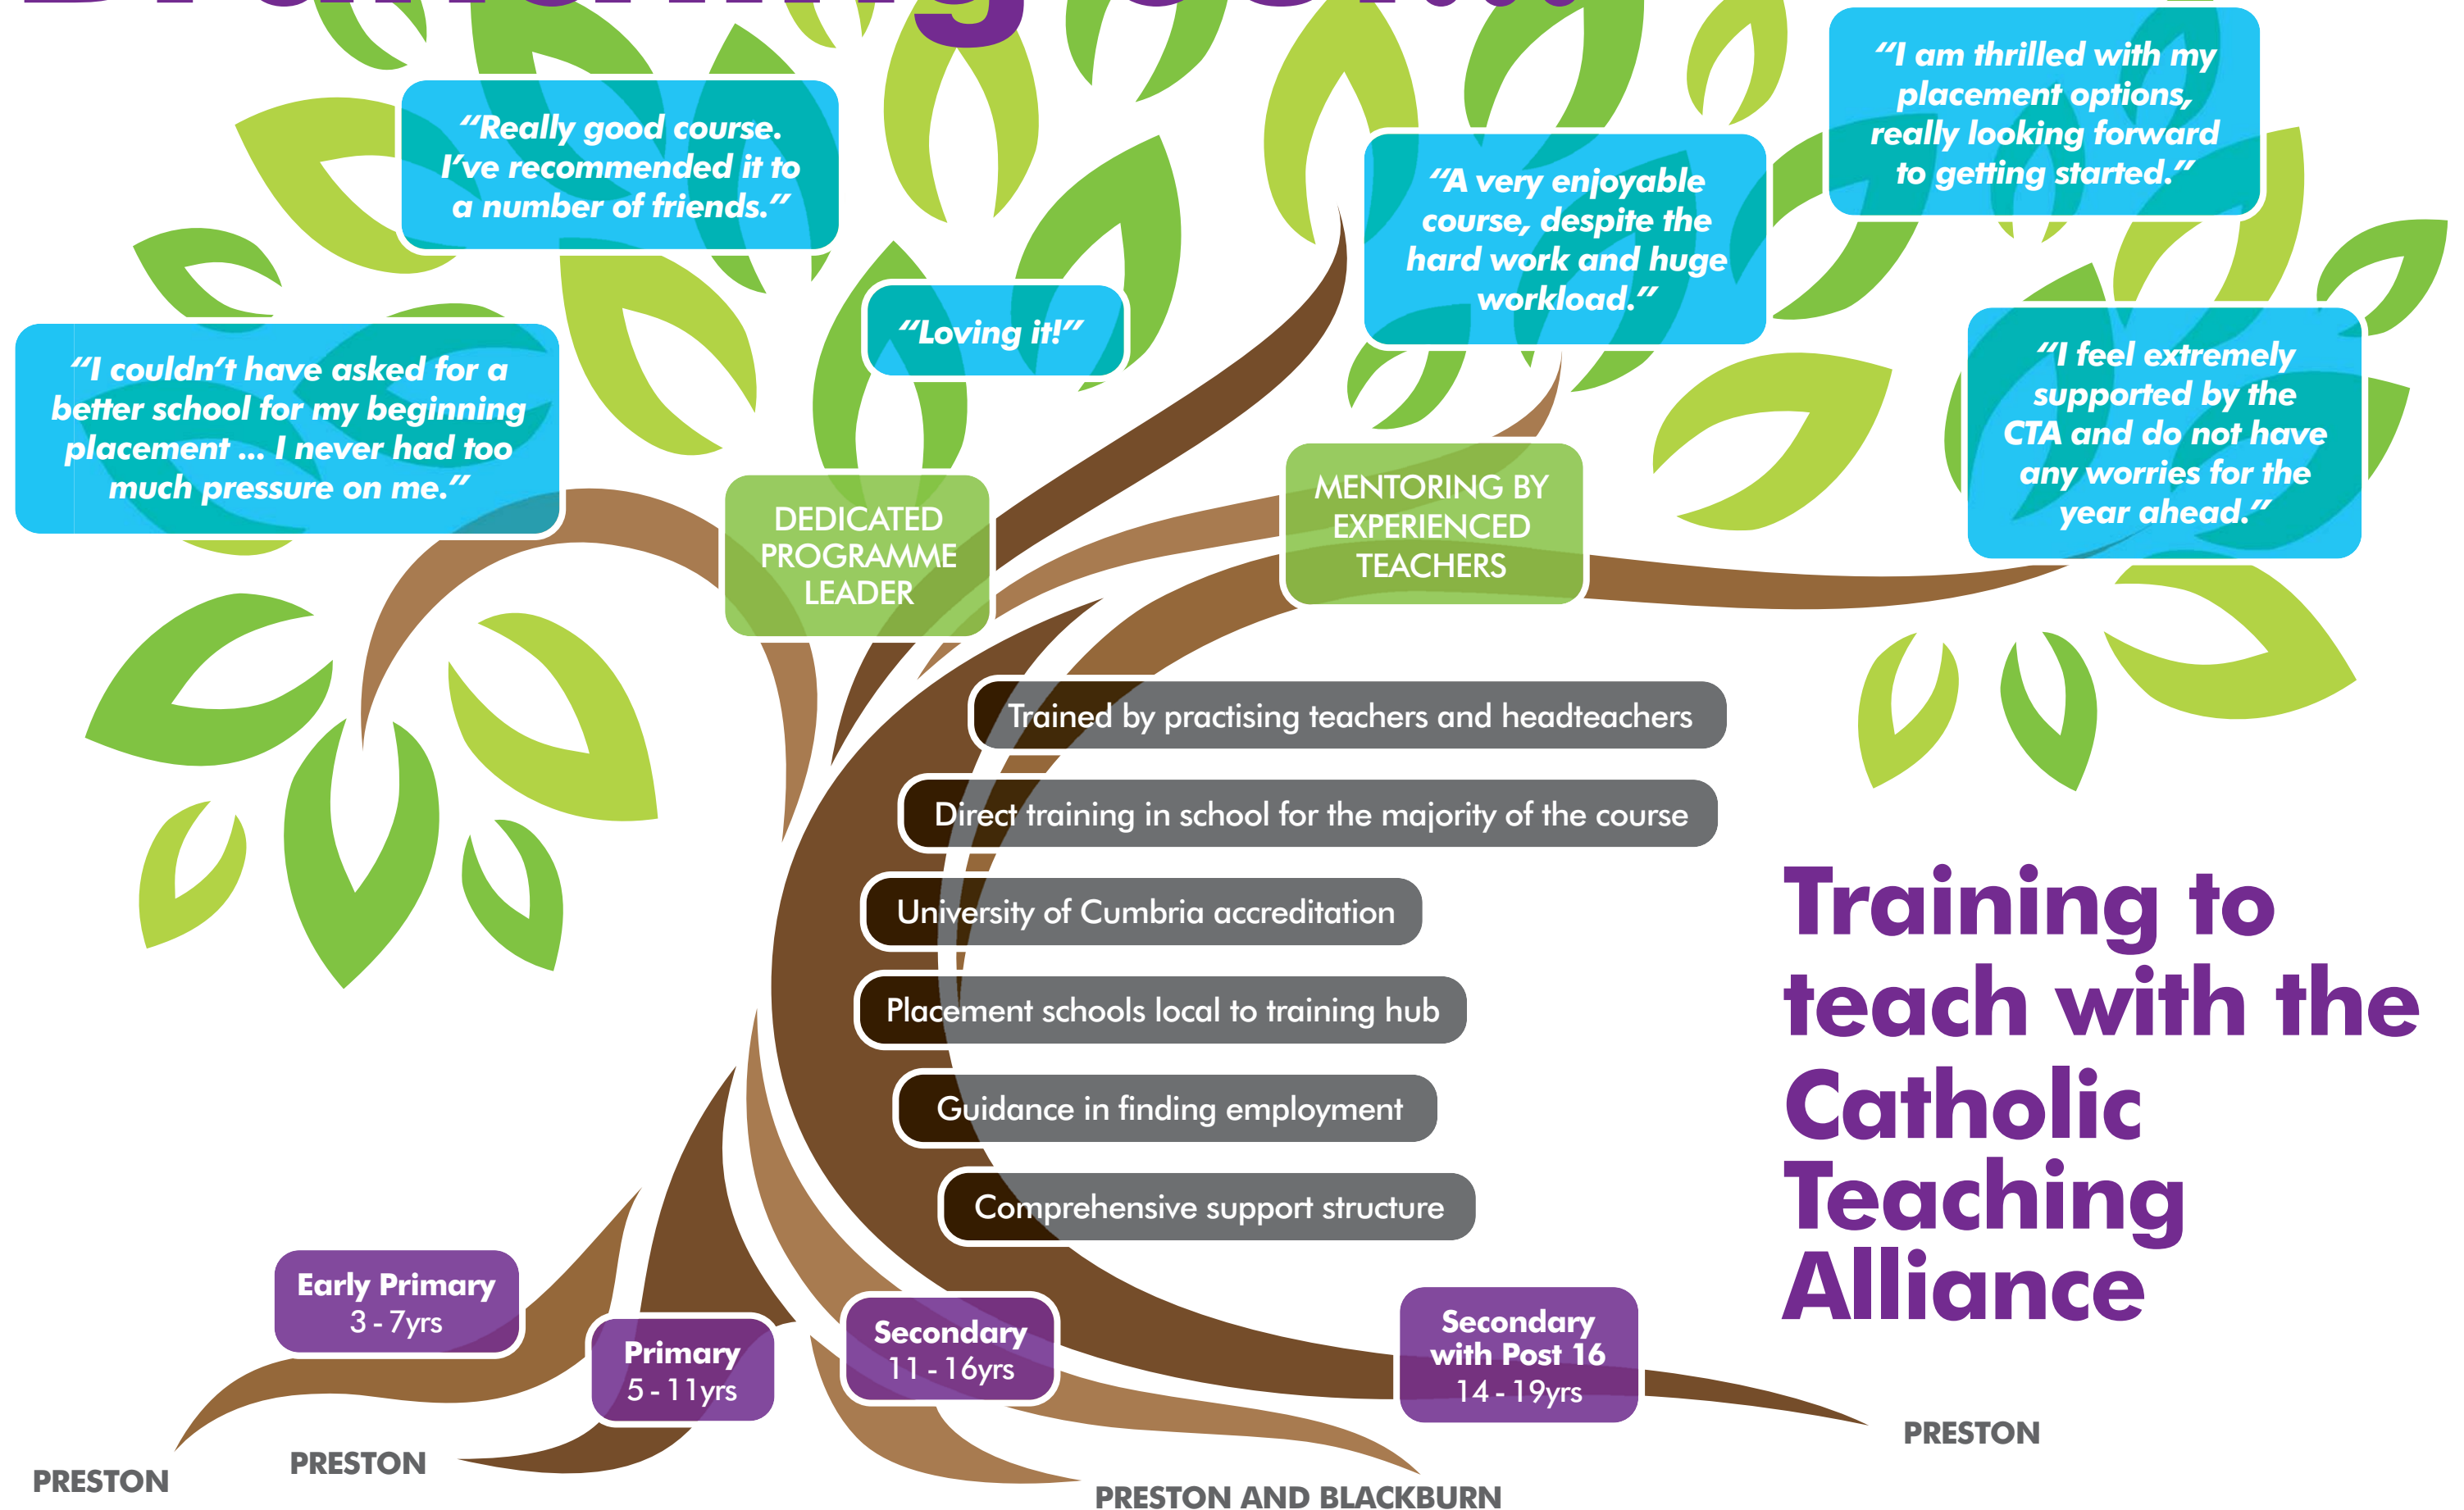 “I am thrilled with my
placement options,
really looking forward
to getting started.”
“Really good course.
I’ve recommended it to
a number of friends.”
“A very enjoyable
course, despite the
hard work and huge
workload.”
“Loving it!”
“I couldn’t have asked for a
better school for my beginning
placement ... I never had too
much pressure on me.”
“I feel extremely
supported by the
CTA and do not have
any worries for the
year ahead.”
DEDICATED
PROGRAMME
LEADER
MENTORING BY
EXPERIENCED
TEACHERS
Trained by practising teachers and headteachers
Direct training in school for the majority of the course
University of Cumbria accreditation
Placement schools local to training hub
Guidance in finding employment
Comprehensive support structure
Training to
teach with the
Catholic
Teaching
Alliance
Early Primary
3 - 7yrs
Primary
5 - 11yrs
Secondary
11 - 16yrs
Secondary
with Post 16
14 - 19yrs
PRESTON
PRESTON
PRESTON AND BLACKBURN
PRESTON